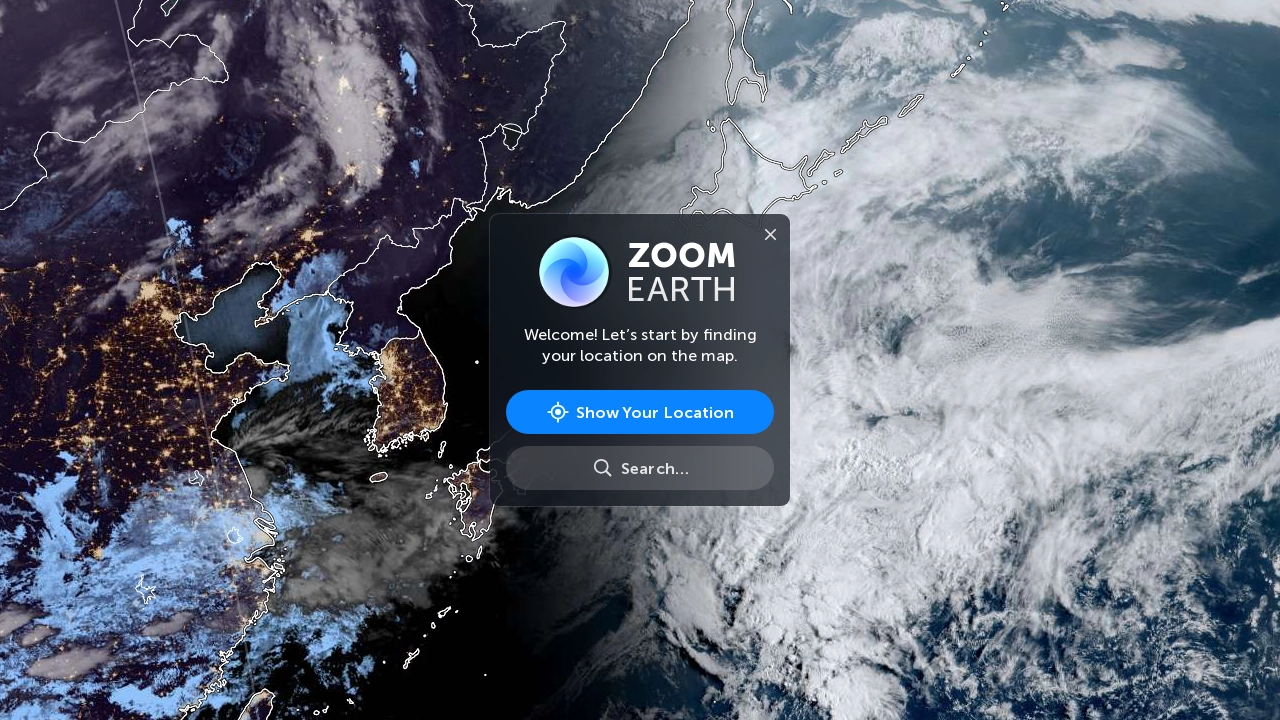 ZOOM
EARTH
Welcome! Let’s start by finding
your location on the map.
Show Your Location
Search…